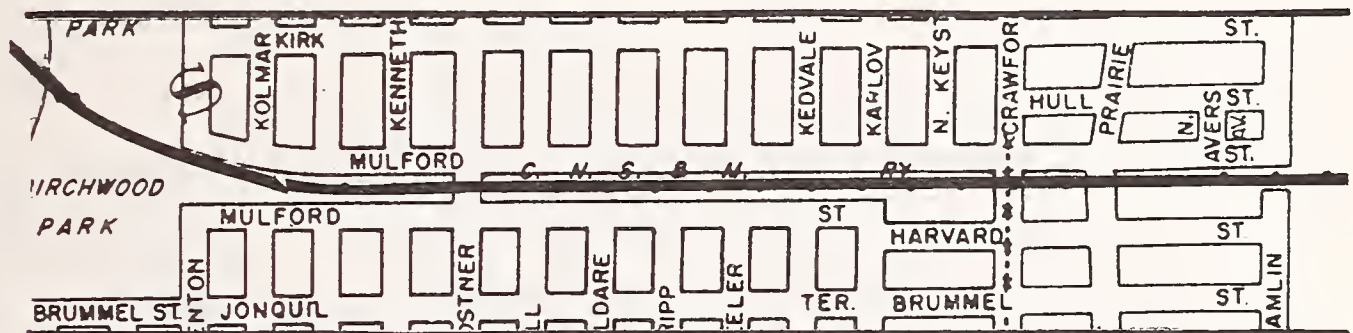 PARK
KIRK
ST.
KOLMAR
KENNETH
KEDVALE
KARLOV
N. KEYST
CRAWFOR
HULL
PRAIRIE
N.
AVERS
ST.
AV.
ST.
MULFORD
C. N. S. & N. RY
IRCHWOOD
PARK
MULFORD
ST
HARVARD
ST.
ENTON
OSTNER
LL
LDARE
RIPP
ELER
AMLIN
BRUMMEL ST.
JONQUIL
TER.
BRUMMEL
ST.